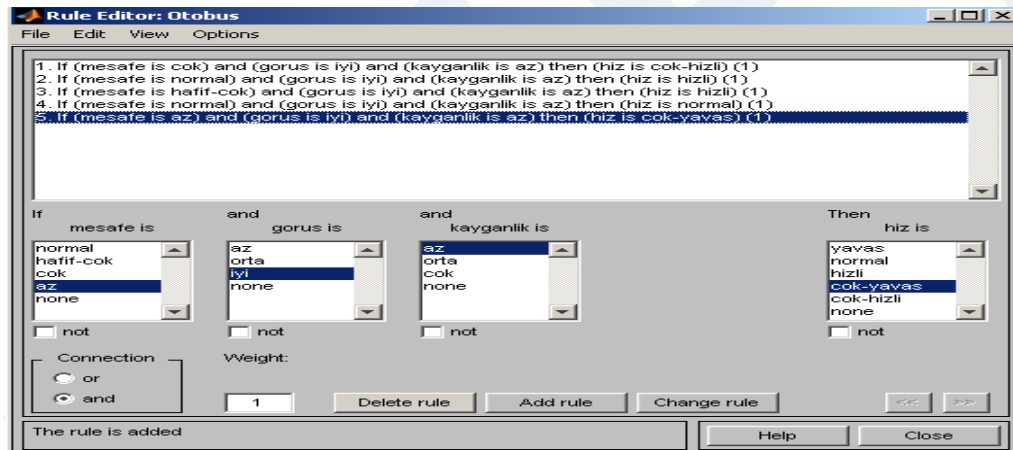 Rule Editor: Otobus
File Edit View Options
1. If (mesafe is cok) and (gorus is iyi) and (kayganlik is az) then (hiz is cok-hizli) (1)
2. If (mesafe is normal) and (gorus is iyi) and (kayganlik is az) then (hiz is hizli) (1)
3. If (mesafe is hafif-cok) and (gorus is iyi) and (kayganlik is az) then (hiz is hizli) (1)
4. If (mesafe is normal) and (gorus is iyi) and (kayganlik is az) then (hiz is normal) (1)
5. If (mesafe is az) and (gorus is iyi) and (kayganlik is az) then (hiz is cok-yavas) (1)
If and and Then
mesafe is gorus is kayganlik is hiz is
normal
hafif-cok
cok
az
none
az
orta
iyi
none
az
orta
cok
none
yavas
normal
hizli
cok-yavas
cok-hizli
none
not not not not
Connection
or
and
Weight:
1 Delete rule Add rule Change rule << >>
The rule is added Help Close